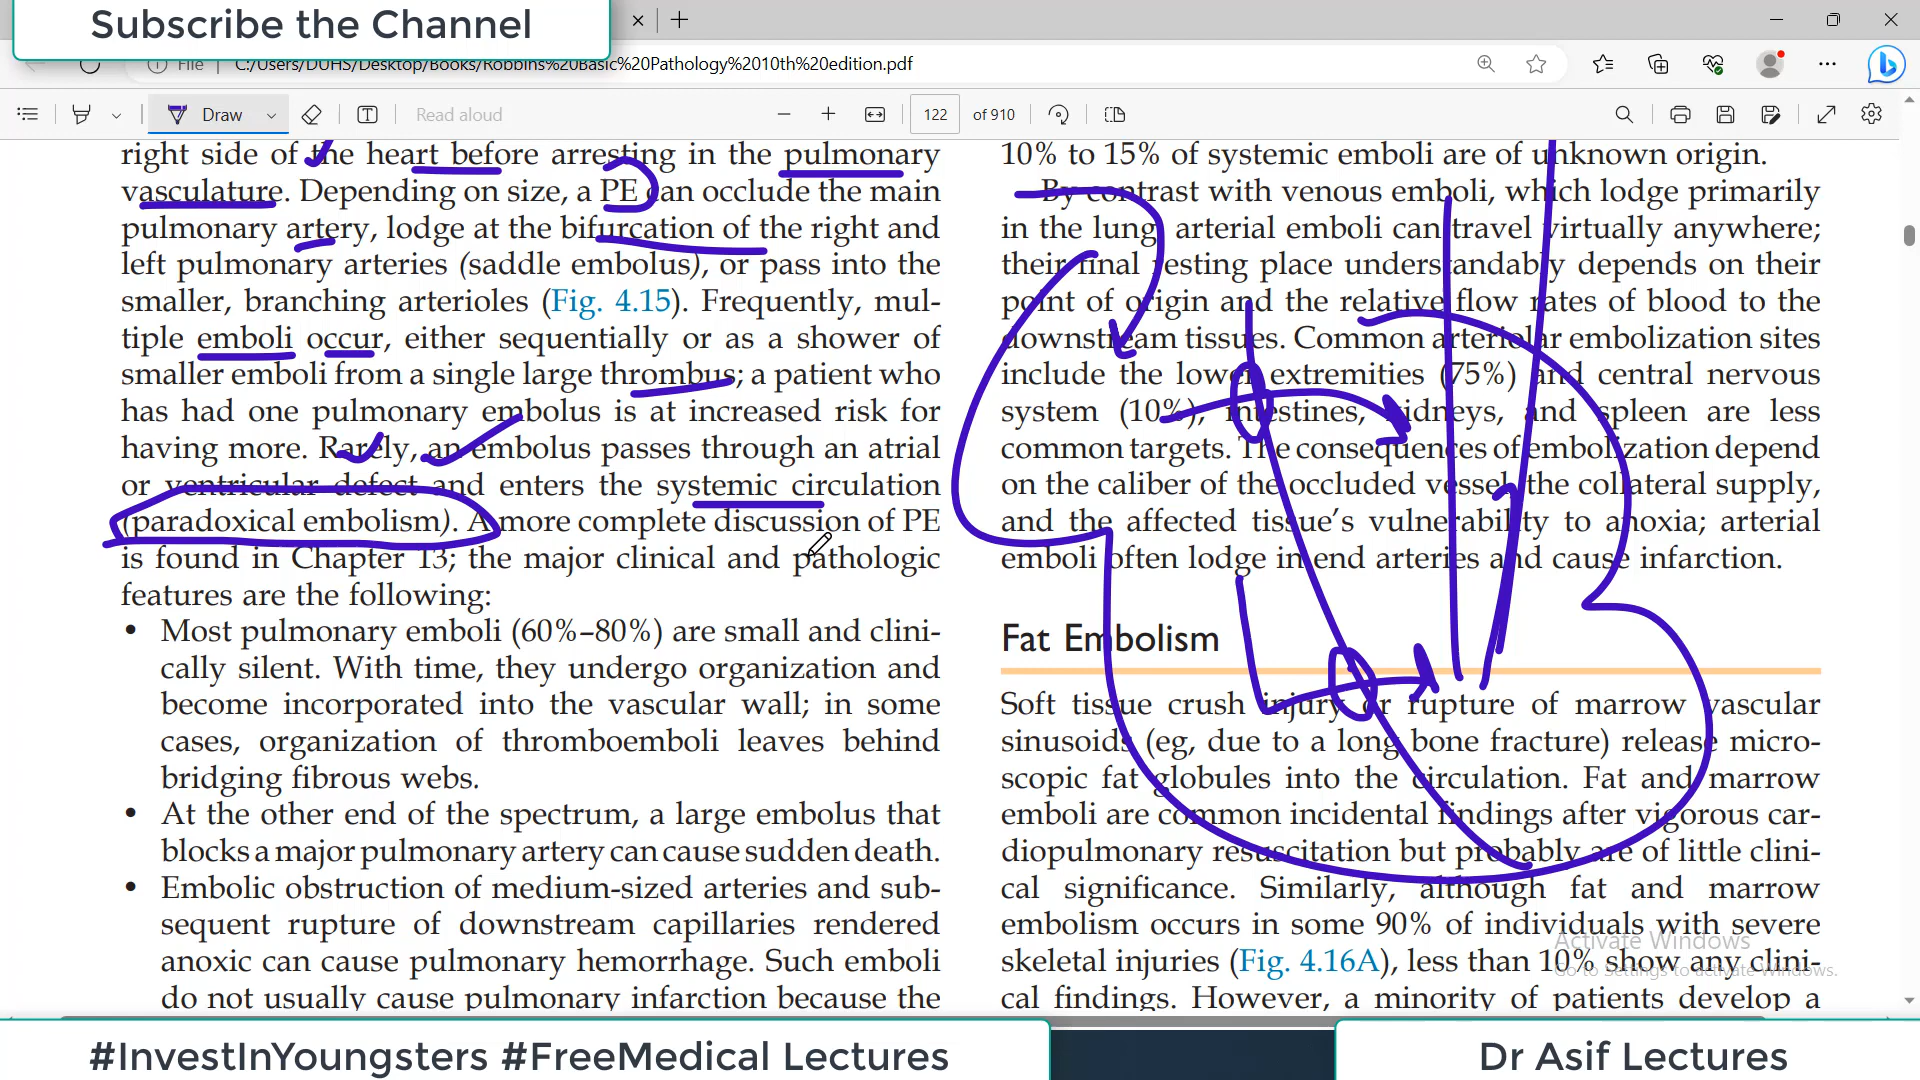 Subscribe the Channel
File
C:/Users/DUHS/Desktop/Books/Robbins%20Basic%20Pathology%2010th%20edition.pdf
Draw
Read aloud
122
of 910
right side of the heart before arresting in the pulmonary
vasculature. Depending on size, a PE can occlude the main
pulmonary artery, lodge at the bifurcation of the right and
left pulmonary arteries (saddle embolus), or pass into the
smaller, branching arterioles (Fig. 4.15). Frequently, mul-
tiple emboli occur, either sequentially or as a shower of
smaller emboli from a single large thrombus; a patient who
has had one pulmonary embolus is at increased risk for
having more. Rarely, an embolus passes through an atrial
or ventricular defect and enters the systemic circulation
(paradoxical embolism). A more complete discussion of PE
is found in Chapter 13; the major clinical and pathologic
features are the following:
• Most pulmonary emboli (60%–80%) are small and clini-
cally silent. With time, they undergo organization and
become incorporated into the vascular wall; in some
cases, organization of thromboemboli leaves behind
bridging fibrous webs.
• At the other end of the spectrum, a large embolus that
blocks a major pulmonary artery can cause sudden death.
• Embolic obstruction of medium-sized arteries and sub-
sequent rupture of downstream capillaries rendered
anoxic can cause pulmonary hemorrhage. Such emboli
do not usually cause pulmonary infarction because the
10% to 15% of systemic emboli are of unknown origin.
By contrast with venous emboli, which lodge primarily
in the lung, arterial emboli can travel virtually anywhere;
their final resting place understandably depends on their
point of origin and the relative flow rates of blood to the
downstream tissues. Common arteriolar embolization sites
include the lower extremities (75%) and central nervous
system (10%); intestines, kidneys, and spleen are less
common targets. The consequences of embolization depend
on the caliber of the occluded vessel, the collateral supply,
and the affected tissue's vulnerability to anoxia; arterial
emboli often lodge in end arteries and cause infarction.
Fat Embolism
Soft tissue crush injury or rupture of marrow vascular
sinusoids (eg, due to a long bone fracture) release micro-
scopic fat globules into the circulation. Fat and marrow
emboli are common incidental findings after vigorous car-
diopulmonary resuscitation but probably are of little clini-
cal significance. Similarly, although fat and marrow
embolism occurs in some 90% of individuals with severe
skeletal injuries (Fig. 4.16A), less than 10% show any clini-
cal findings. However, a minority of patients develop a
Activate Windows
Go to Settings to activate Windows.
#InvestInYoungsters #FreeMedical Lectures
Dr Asif Lectures